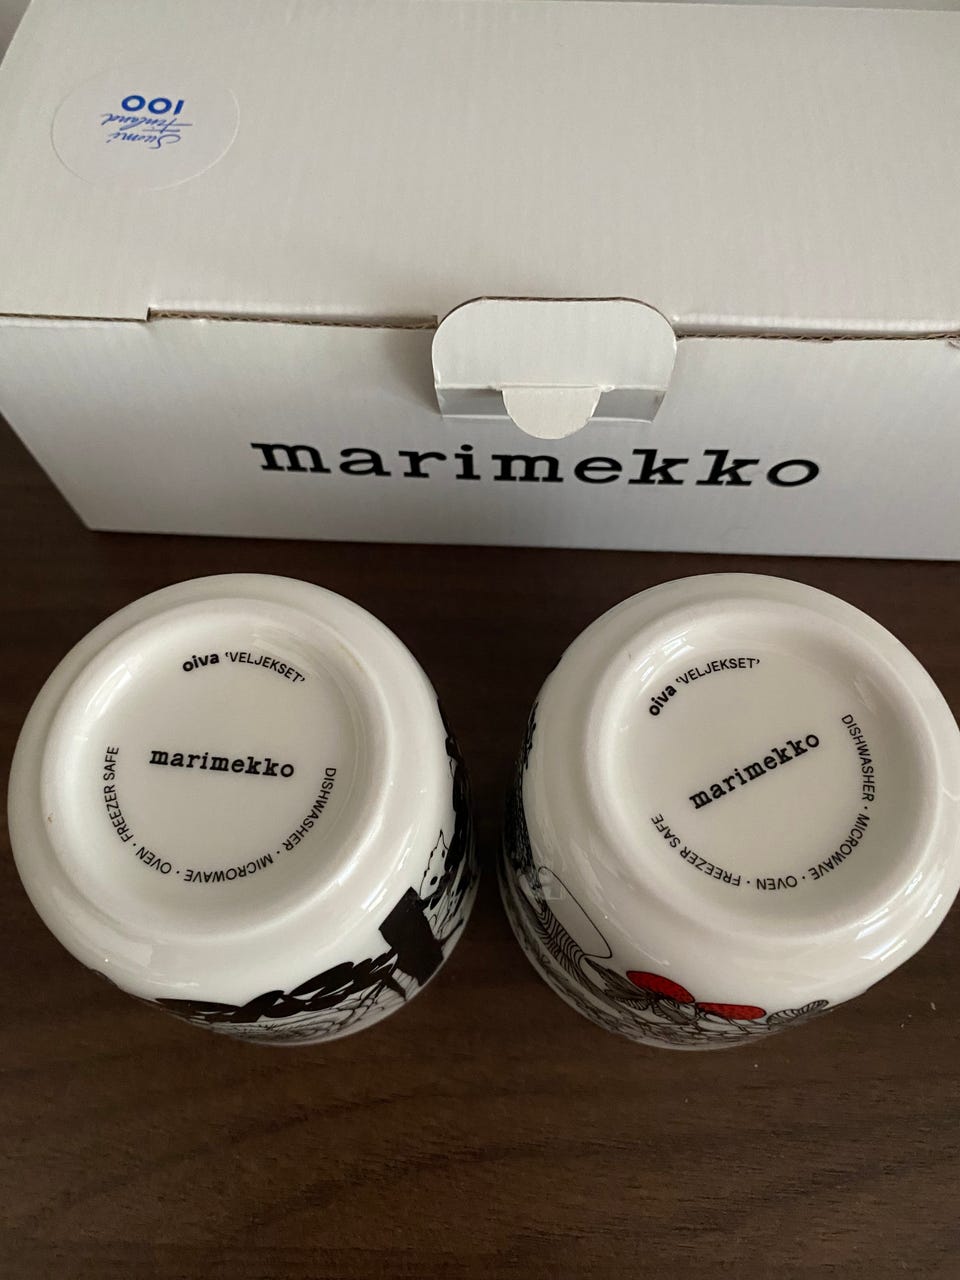 Suomi
Finland
100
marimekko
oiva 'VELJEKSET'
marimekko
DISHWASHER · MICROWAVE · OVEN · FREEZER SAFE
oiva 'VELJEKSET'
marimekko
DISHWASHER · MICROWAVE · OVEN · FREEZER SAFE